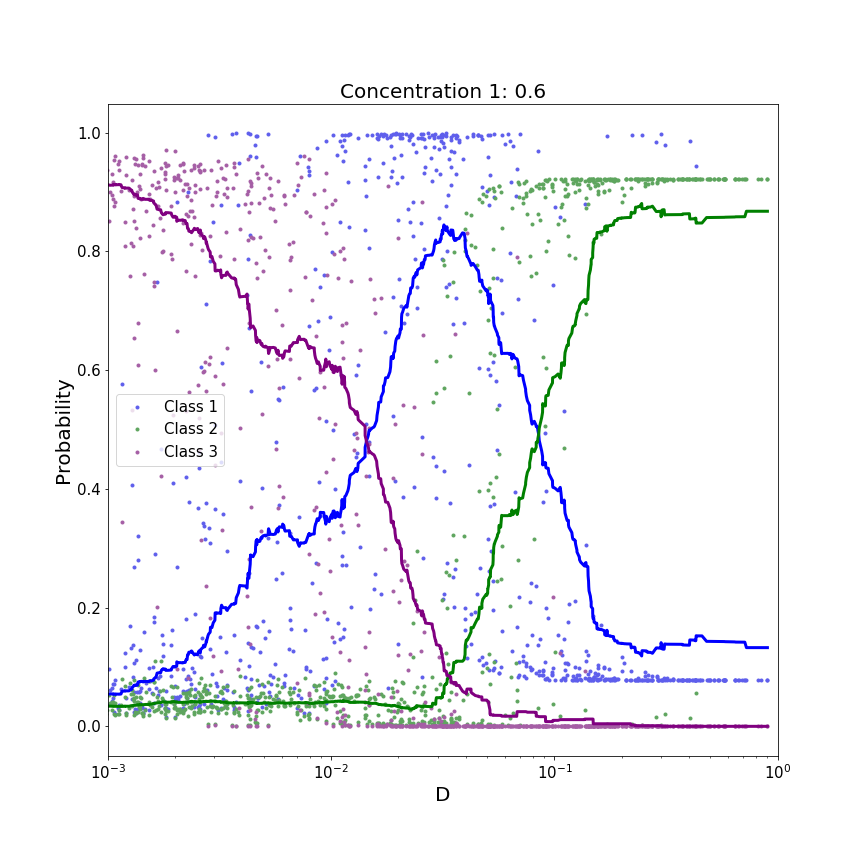 Concentration 1: 0.6
Probability
1.0
0.8
0.6
0.4
0.2
0.0
Class 1
Class 2
Class 3
10⁻³
10⁻²
10⁻¹
10⁰
D